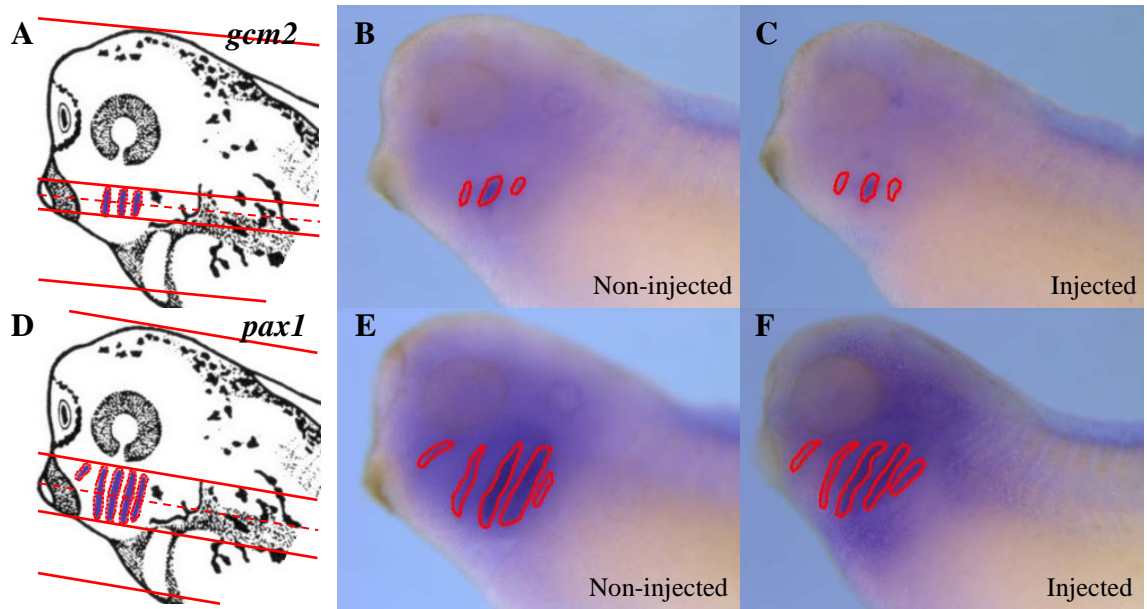 A
gcm2
B
Non-injected
C
Injected
D
pax1
E
Non-injected
F
Injected